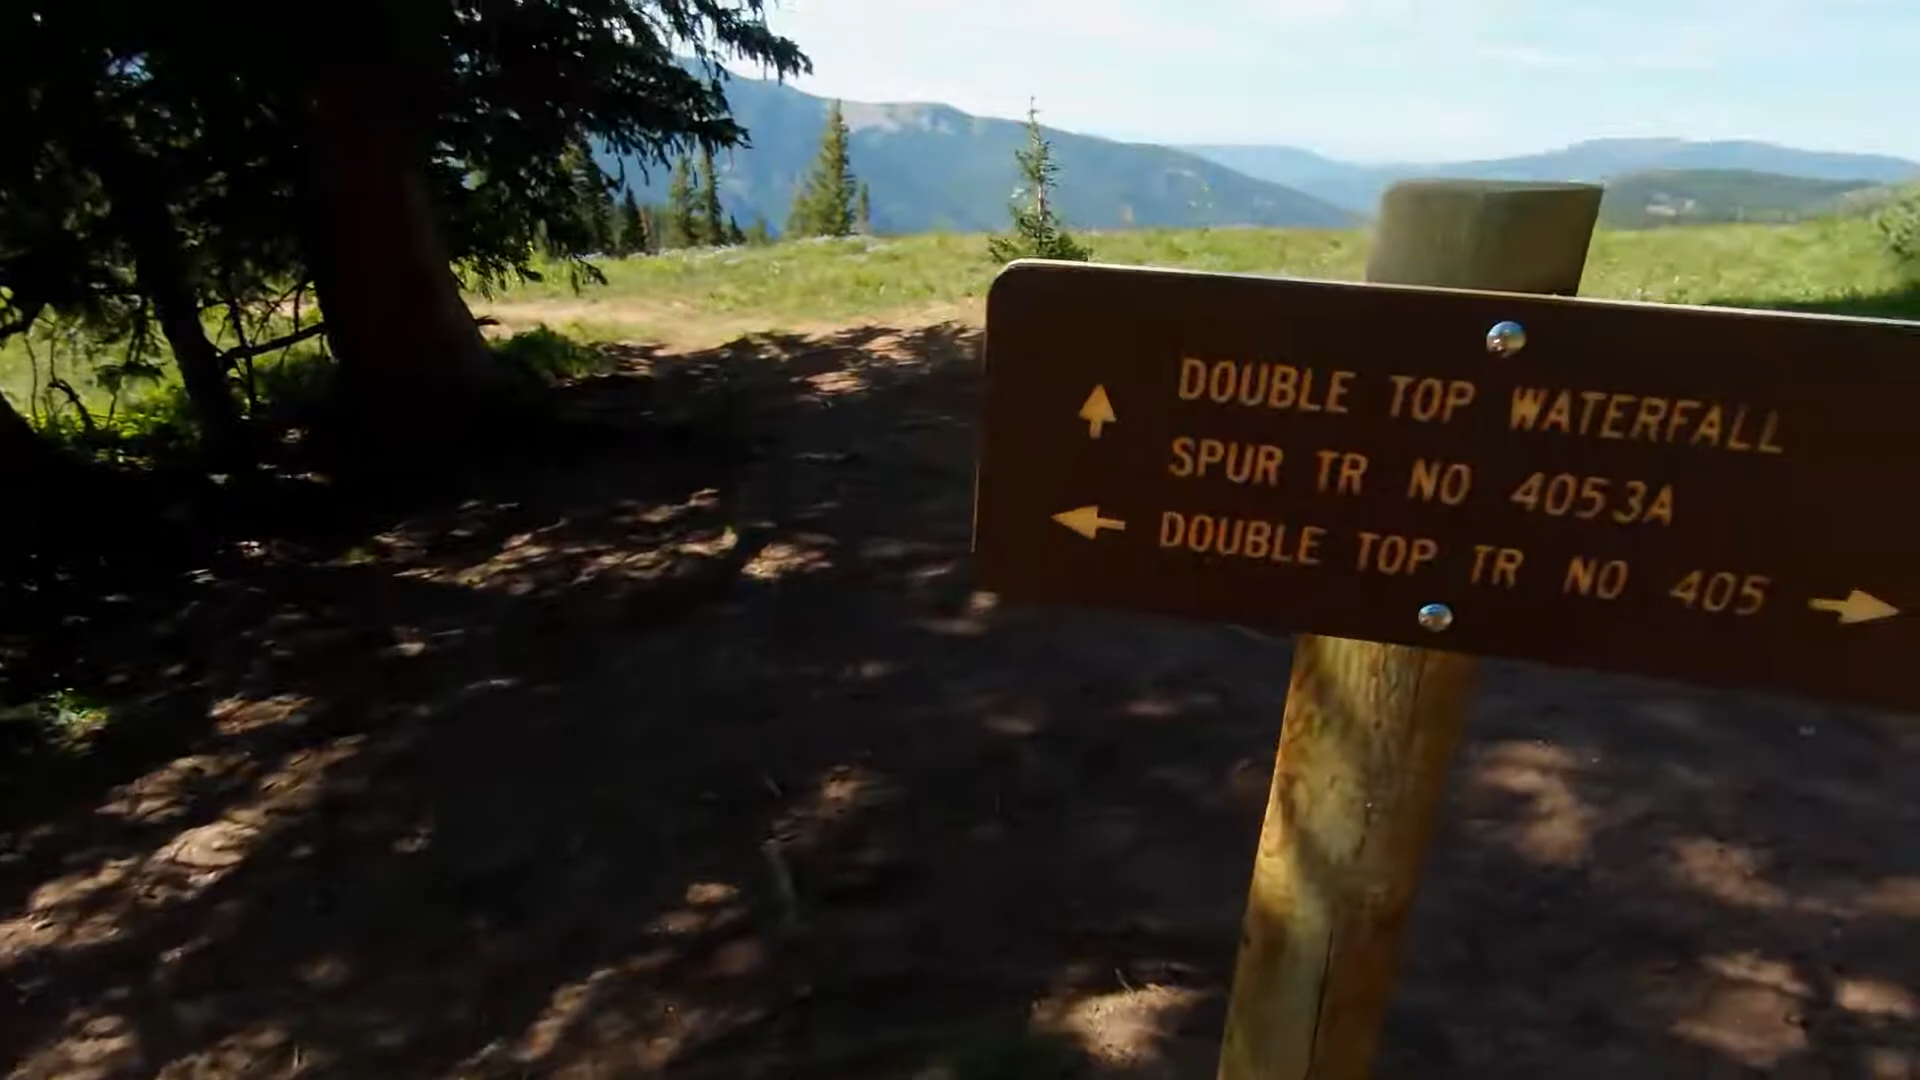 DOUBLE TOP WATERFALL
SPUR TR NO 4053A
DOUBLE TOP TR NO 405